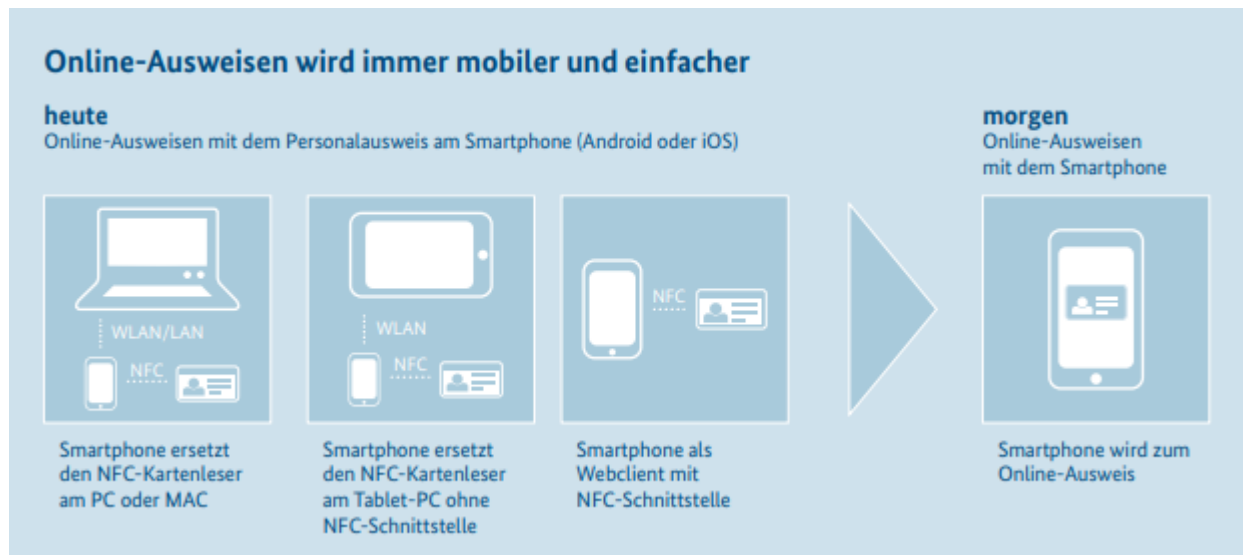 Online-Ausweisen wird immer mobiler und einfacher
heute
Online-Ausweisen mit dem Personalausweis am Smartphone (Android oder iOS)
morgen
Online-Ausweisen
mit dem Smartphone
WLAN/LAN
NFC
Smartphone ersetzt
den NFC-Kartenleser
am PC oder MAC
WLAN
NFC
Smartphone ersetzt
den NFC-Kartenleser
am Tablet-PC ohne
NFC-Schnittstelle
NFC
Smartphone als
Webclient mit
NFC-Schnittstelle
Smartphone wird zum
Online-Ausweis